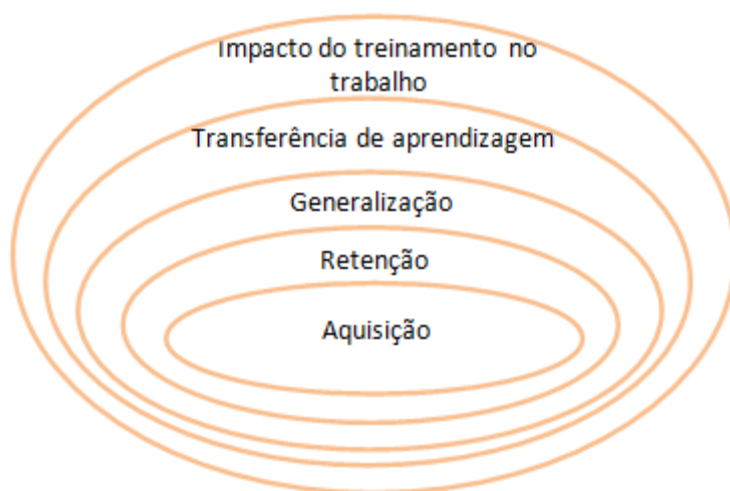 Impacto do treinamento no
trabalho
Transferência de aprendizagem
Generalização
Retenção
Aquisição